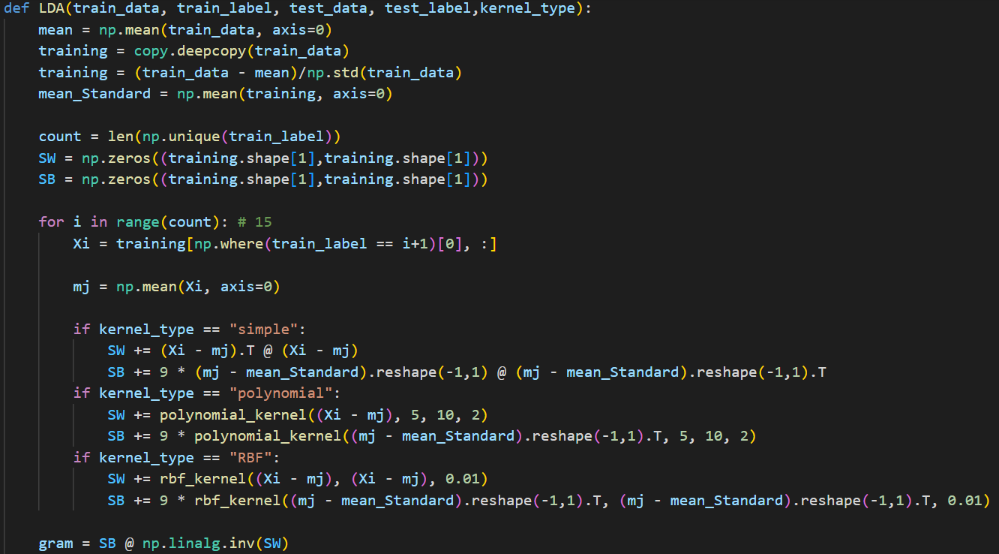 def LDA(train_data, train_label, test_data, test_label,kernel_type):
    mean = np.mean(train_data, axis=0)
    training = copy.deepcopy(train_data)
    training = (train_data - mean)/np.std(train_data)
    mean_Standard = np.mean(training, axis=0)

    count = len(np.unique(train_label))
    SW = np.zeros((training.shape[1],training.shape[1]))
    SB = np.zeros((training.shape[1],training.shape[1]))

    for i in range(count): # 15
        Xi = training[np.where(train_label == i+1)[0], :]

        mj = np.mean(Xi, axis=0)

        if kernel_type == "simple":
            SW += (Xi - mj).T @ (Xi - mj)
            SB += 9 * (mj - mean_Standard).reshape(-1,1) @ (mj - mean_Standard).reshape(-1,1).T
        if kernel_type == "polynomial":
            SW += polynomial_kernel((Xi - mj), 5, 10, 2)
            SB += 9 * polynomial_kernel((mj - mean_Standard).reshape(-1,1).T, 5, 10, 2)
        if kernel_type == "RBF":
            SW += rbf_kernel((Xi - mj), (Xi - mj), 0.01)
            SB += 9 * rbf_kernel((mj - mean_Standard).reshape(-1,1).T, (mj - mean_Standard).reshape(-1,1).T, 0.01)

    gram = SB @ np.linalg.inv(SW)